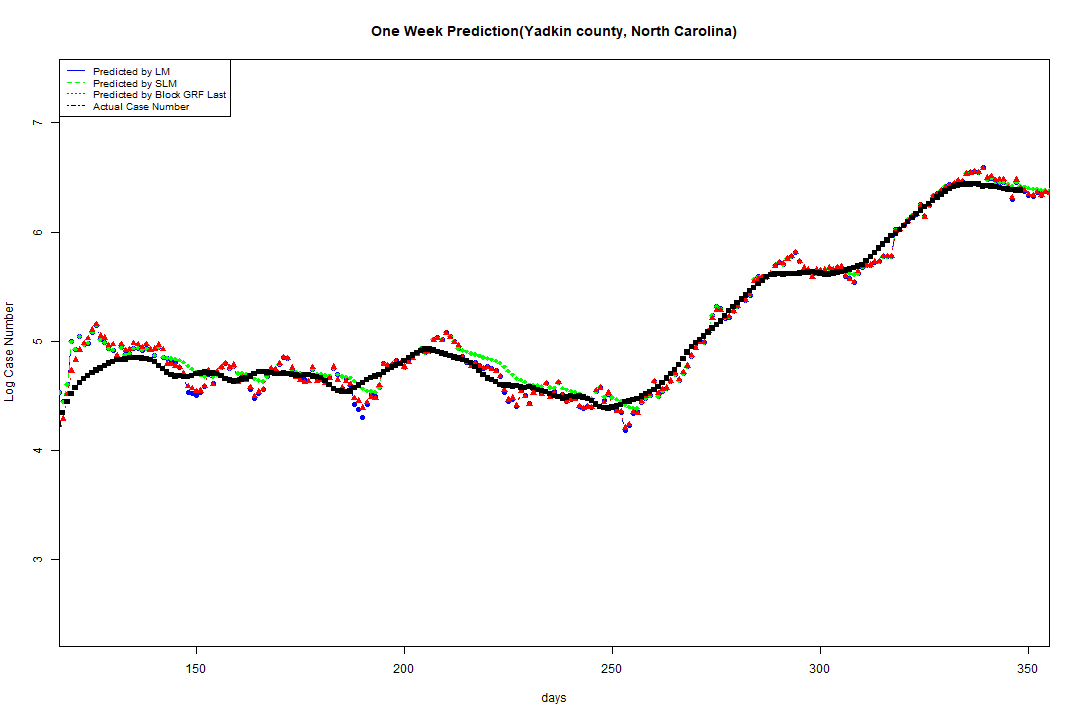 One Week Prediction(Yadkin county, North Carolina)
Predicted by LM
Predicted by SLM
Predicted by Block GRF Last
Actual Case Number
Log Case Number
7
6
5
4
3
150 200 250 300 350
days